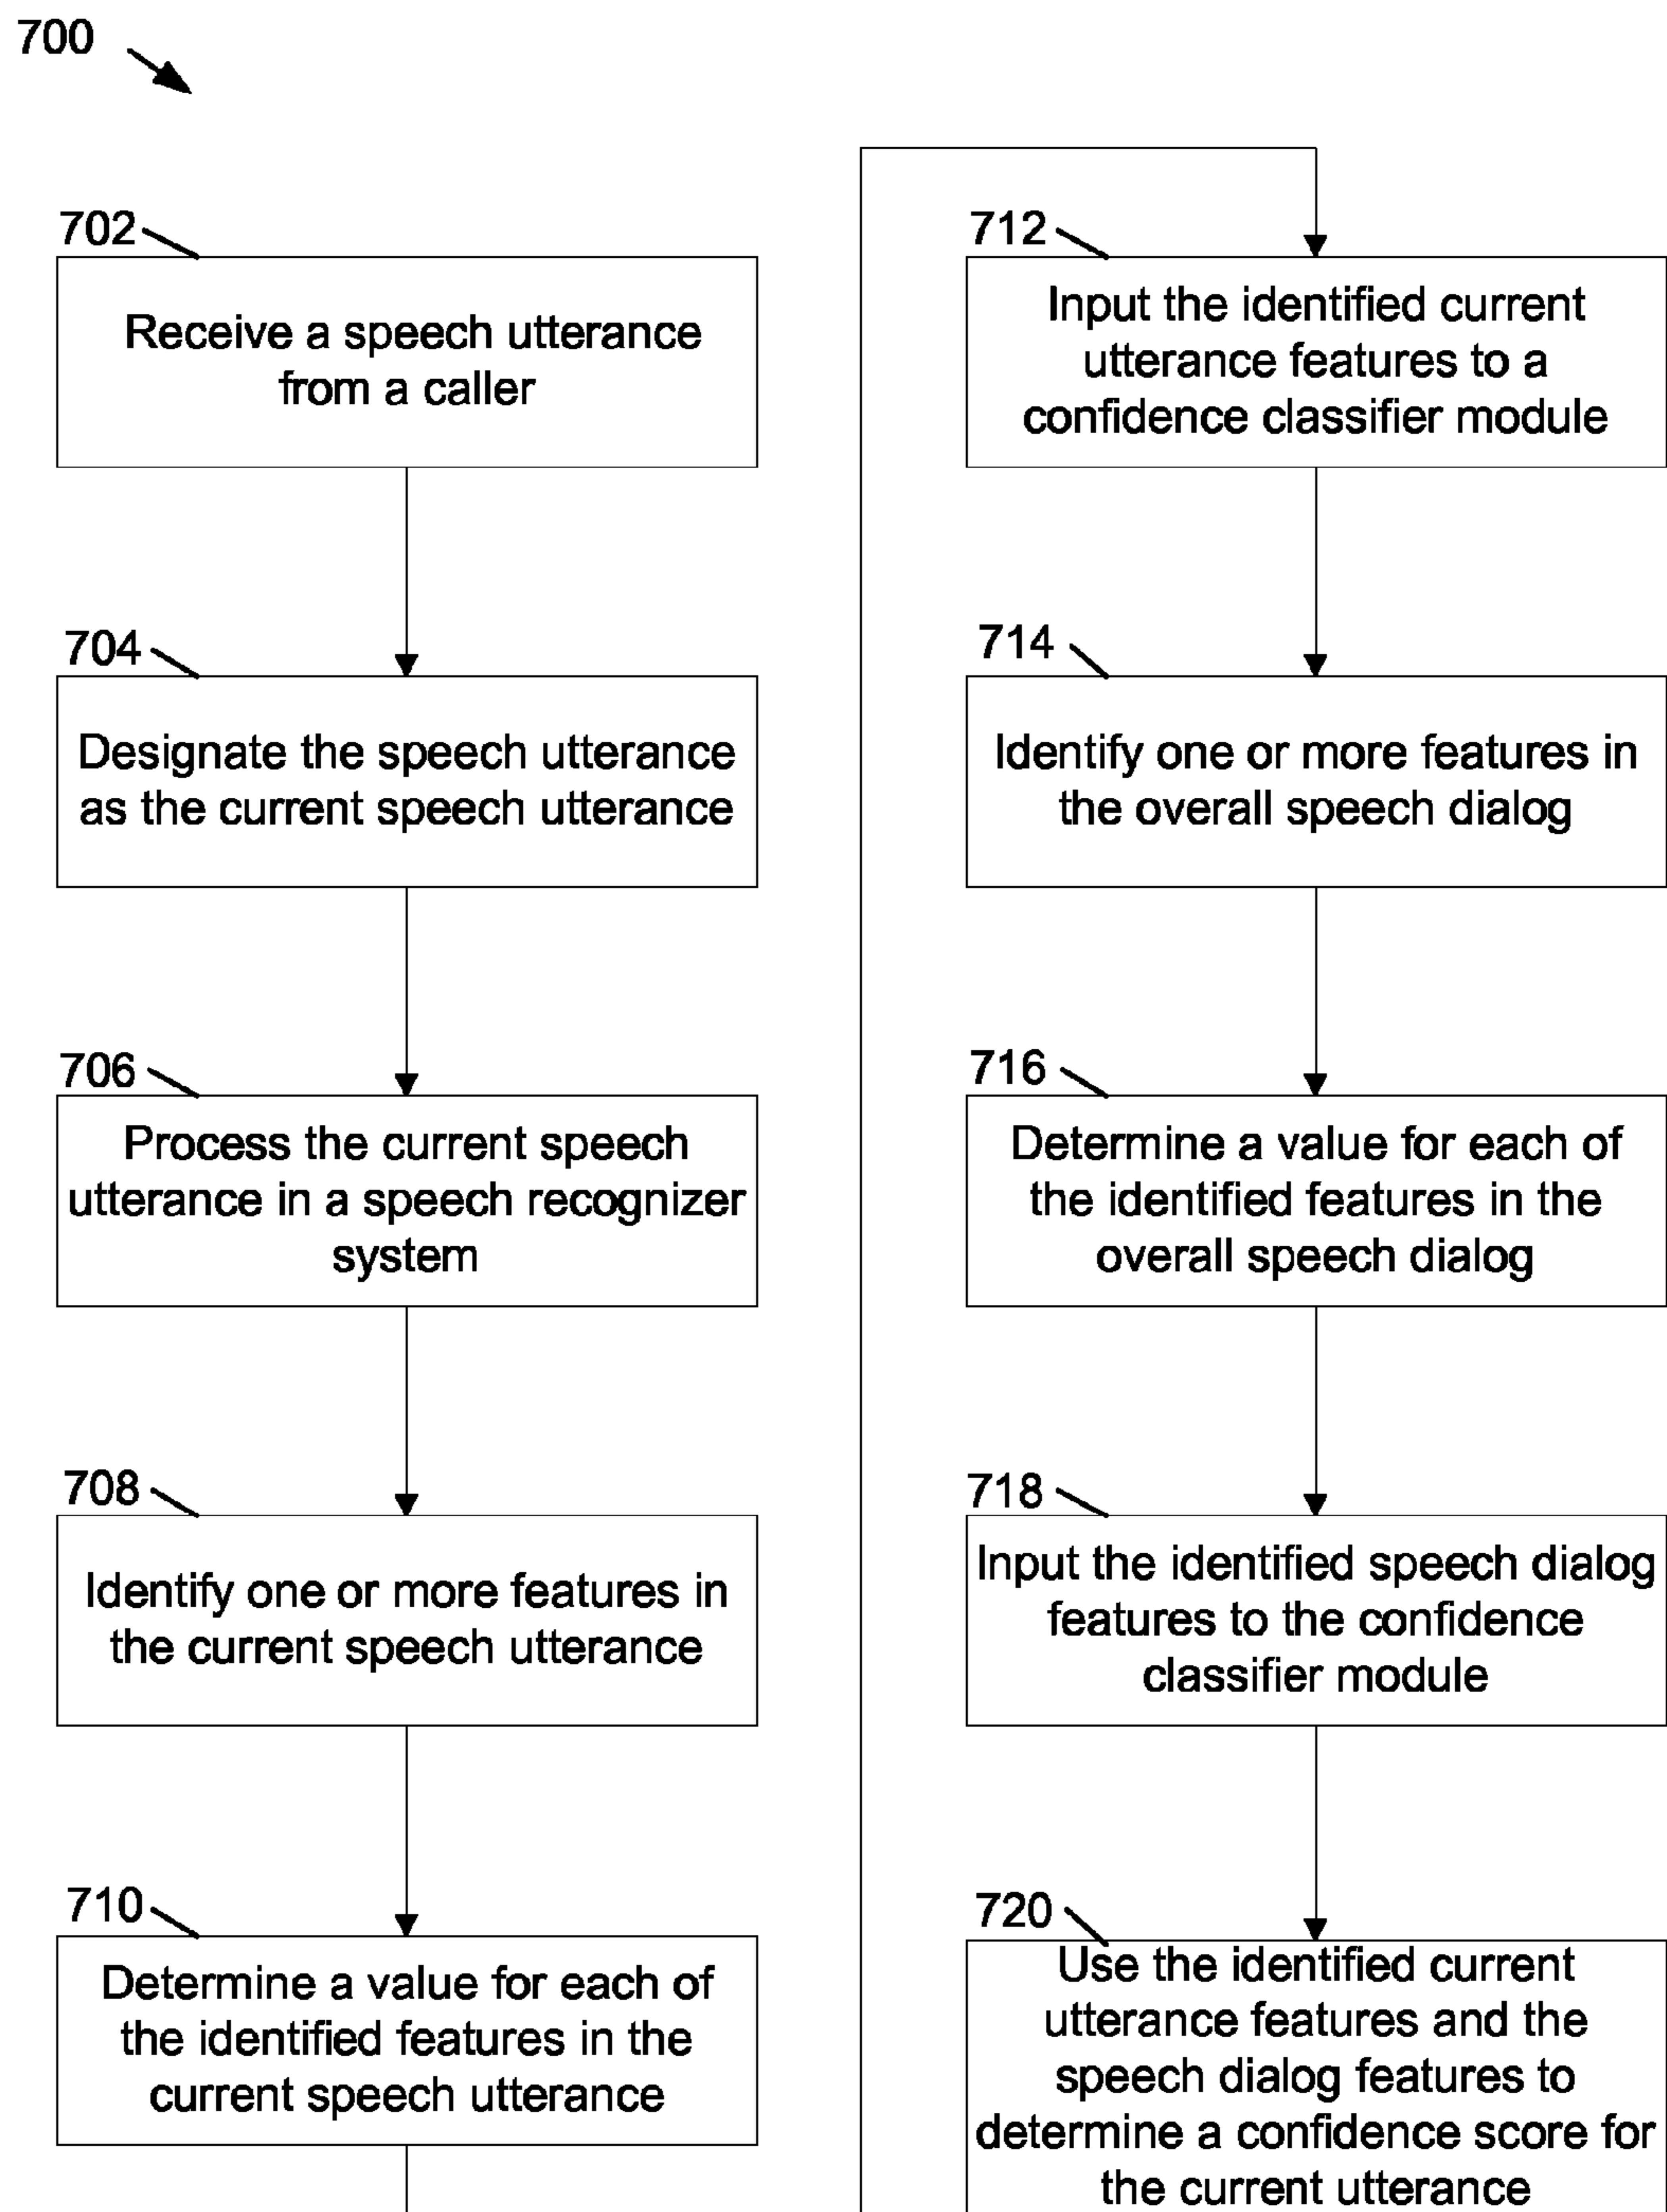 700
702
Receive a speech utterance
from a caller
704
Designate the speech utterance
as the current speech utterance
706
Process the current speech
utterance in a speech recognizer
system
708
Identify one or more features in
the current speech utterance
710
Determine a value for each of
the identified features in the
current speech utterance
712
Input the identified current
utterance features to a
confidence classifier module
714
Identify one or more features in
the overall speech dialog
716
Determine a value for each of
the identified features in the
overall speech dialog
718
Input the identified speech dialog
features to the confidence
classifier module
720
Use the identified current
utterance features and the
speech dialog features to
determine a confidence score for
the current utterance